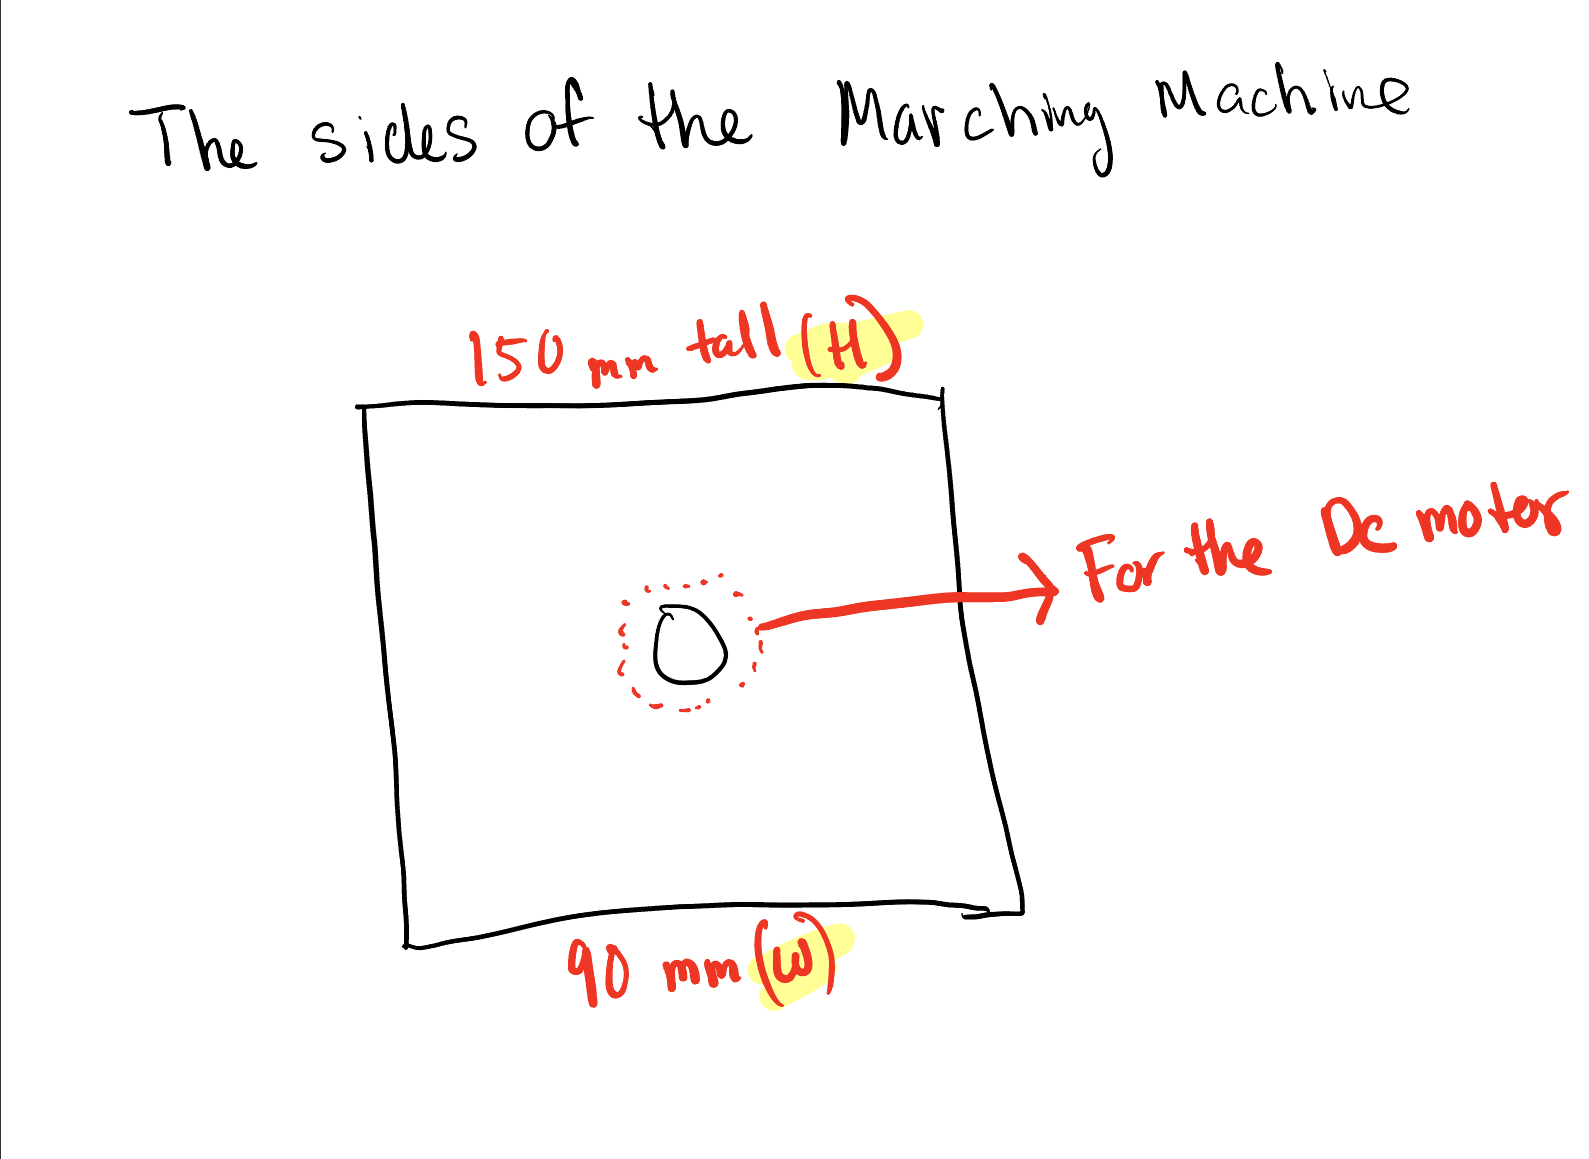 The sides of the Marching Machine
150 mm tall (H)
For the Dc motor
90 mm (W)